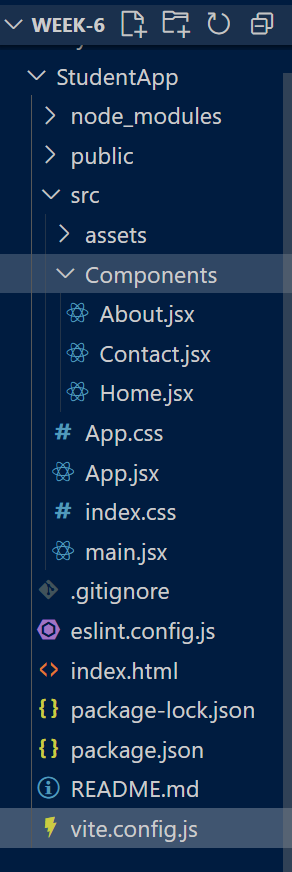 WEEK-6
StudentApp
node_modules
public
src
assets
Components
About.jsx
Contact.jsx
Home.jsx
# App.css
App.jsx
# index.css
main.jsx
.gitignore
eslint.config.js
<> index.html
{} package-lock.json
{} package.json
README.md
vite.config.js